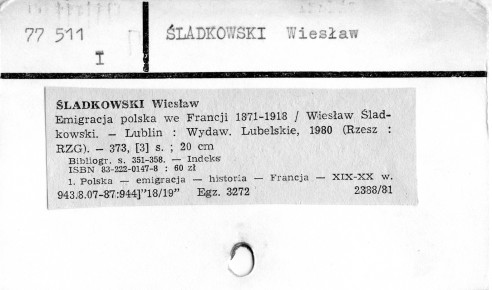 77 511
I
ŚLADKOWSKI Wiesław
ŚLADKOWSKI Wiesław
Emigracja polska we Francji 1871-1918 / Wiesław Ślad-
kowski. — Lublin : Wydaw. Lubelskie, 1980 (Rzesz :
RZG). — 373, [3] s. ; 20 cm
Bibliogr. s. 351-358. — Indeks
ISBN 83-222-0147-8 : 60 zł
1. Polska — emigracja — historia — Francja — XIX-XX w.
943.8.07-87:944]"18/19" Egz. 3272 2388/81